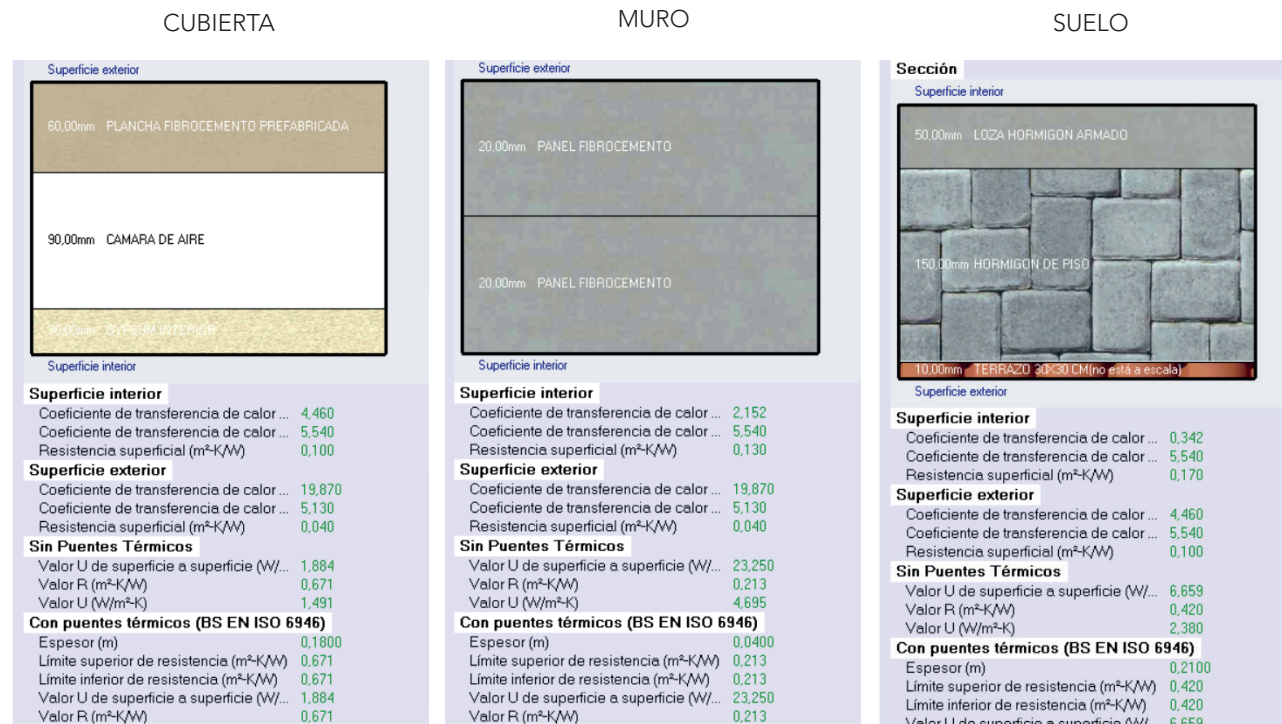 CUBIERTA
Superficie exterior
60,00mm PLANCHA FIBROCEMENTO PREFABRICADA
90,00mm CAMARA DE AIRE
30,00mm GYPSUM INTERIOR
Superficie interior
Superficie interior
Coeficiente de transferencia de calor ... 4,460
Coeficiente de transferencia de calor ... 5,540
Resistencia superficial (m²-K/W) 0,100
Superficie exterior
Coeficiente de transferencia de calor ... 19,870
Coeficiente de transferencia de calor ... 5,130
Resistencia superficial (m²-K/W) 0,040
Sin Puentes Térmicos
Valor U de superficie a superficie (W/... 1,884
Valor R (m²-K/W) 0,671
Valor U (W/m²-K) 1,491
Con puentes térmicos (BS EN ISO 6946)
Espesor (m) 0,1800
Límite superior de resistencia (m²-K/W) 0,671
Límite inferior de resistencia (m²-K/W) 0,671
Valor U de superficie a superficie (W/... 1,884
Valor R (m²-K/W) 0,671
MURO
Superficie exterior
20,00mm PANEL FIBROCEMENTO
20,00mm PANEL FIBROCEMENTO
Superficie interior
Superficie interior
Coeficiente de transferencia de calor ... 2,152
Coeficiente de transferencia de calor ... 5,540
Resistencia superficial (m²-K/W) 0,130
Superficie exterior
Coeficiente de transferencia de calor ... 19,870
Coeficiente de transferencia de calor ... 5,130
Resistencia superficial (m²-K/W) 0,040
Sin Puentes Térmicos
Valor U de superficie a superficie (W/... 23,250
Valor R (m²-K/W) 0,213
Valor U (W/m²-K) 4,695
Con puentes térmicos (BS EN ISO 6946)
Espesor (m) 0,0400
Límite superior de resistencia (m²-K/W) 0,213
Límite inferior de resistencia (m²-K/W) 0,213
Valor U de superficie a superficie (W/... 23,250
Valor R (m²-K/W) 0,213
SUELO
Sección
Superficie interior
50,00mm LOZA HORMIGON ARMADO
150,00mm HORMIGON DE PISO
10,00mm TERRAZO 30X30 CM(no está a escala)
Superficie exterior
Superficie interior
Coeficiente de transferencia de calor ... 0,342
Coeficiente de transferencia de calor ... 5,540
Resistencia superficial (m²-K/W) 0,170
Superficie exterior
Coeficiente de transferencia de calor ... 4,460
Coeficiente de transferencia de calor ... 5,540
Resistencia superficial (m²-K/W) 0,100
Sin Puentes Térmicos
Valor U de superficie a superficie (W/... 6,659
Valor R (m²-K/W) 0,420
Valor U (W/m²-K) 2,380
Con puentes térmicos (BS EN ISO 6946)
Espesor (m) 0,2100
Límite superior de resistencia (m²-K/W) 0,420
Límite inferior de resistencia (m²-K/W) 0,420
Valor U de superficie a superficie (W/... 6,659